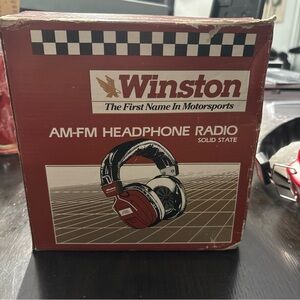 Winston
The First Name In Motorsports
AM-FM HEADPHONE RADIO
SOLID STATE